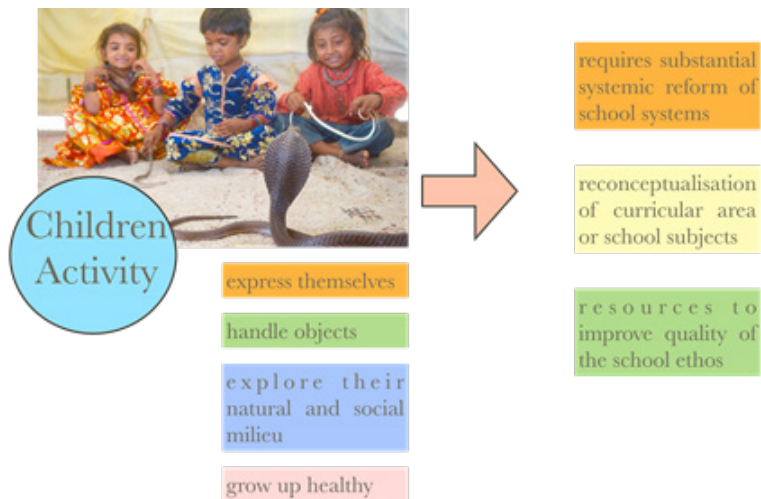 Children
Activity
express themselves
handle objects
explore their
natural and social
milieu
grow up healthy
requires substantial
systemic reform of
school systems
reconceptualisation
of curricular area
or school subjects
resources to
improve quality of
the school ethos